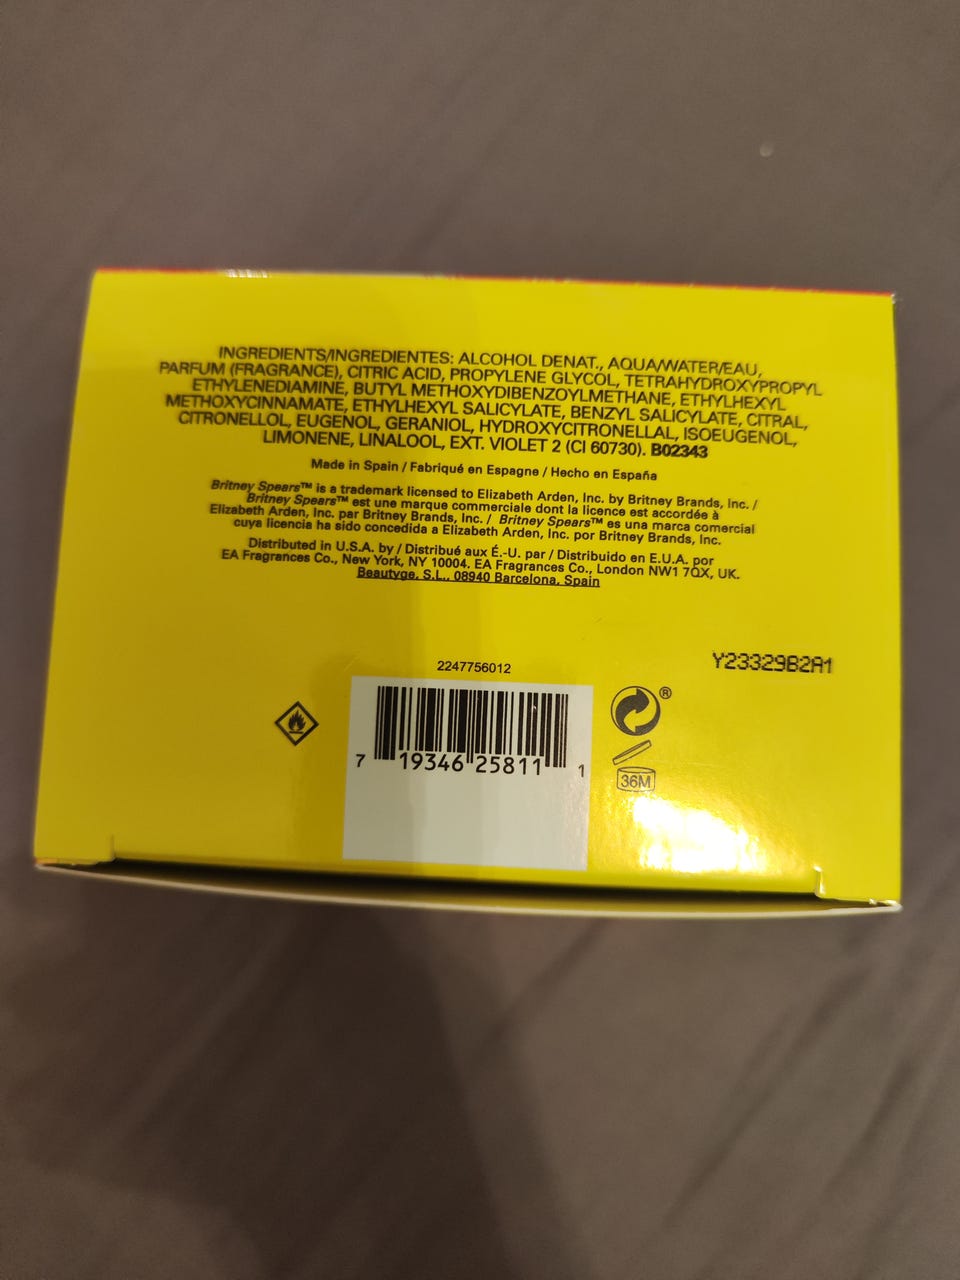 INGREDIENTS/INGREDIENTES: ALCOHOL DENAT., AQUA/WATER/EAU,
PARFUM (FRAGRANCE), CITRIC ACID, PROPYLENE GLYCOL, TETRAHYDROXYPROPYL
ETHYLENEDIAMINE, BUTYL METHOXYDIBENZOYLMETHANE, ETHYLHEXYL
METHOXYCINNAMATE, ETHYLHEXYL SALICYLATE, BENZYL SALICYLATE, CITRAL,
CITRONELLOL, EUGENOL, GERANIOL, HYDROXYCITRONELLAL, ISOEUGENOL,
LIMONENE, LINALOOL, EXT. VIOLET 2 (CI 60730). B02343
Made in Spain / Fabriqué en Espagne / Hecho en España
Britney Spears™ is a trademark licensed to Elizabeth Arden, Inc. by Britney Brands, Inc. /
Britney Spears™ est une marque commerciale dont la licence est accordée à
Elizabeth Arden, Inc. par Britney Brands, Inc. / Britney Spears™ es una marca comercial
cuya licencia ha sido concedida a Elizabeth Arden, Inc. por Britney Brands, Inc.
Distributed in U.S.A. by / Distribué aux É.-U. par / Distribuido en E.U.A. por
EA Fragrances Co., New York, NY 10004. EA Fragrances Co., London NW1 7QX, UK.
Beautyge, S.L., 08940 Barcelona, Spain
2247756012
Y23329B2A1
®
7 19346 25811 1
36M